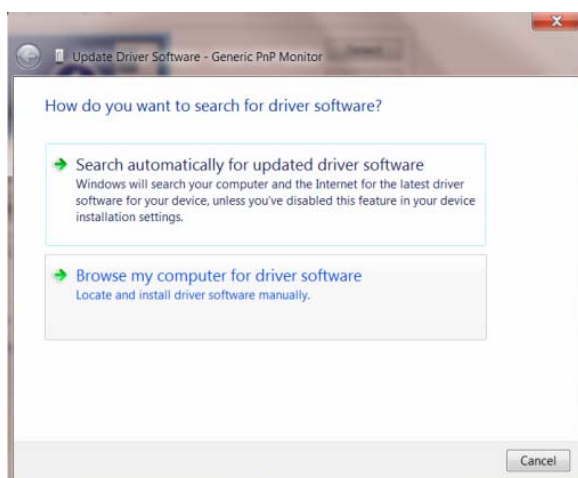 Update Driver Software - Generic PnP Monitor
How do you want to search for driver software?
Search automatically for updated driver software
Windows will search your computer and the Internet for the latest driver
software for your device, unless you've disabled this feature in your device
installation settings.
Browse my computer for driver software
Locate and install driver software manually.
Cancel